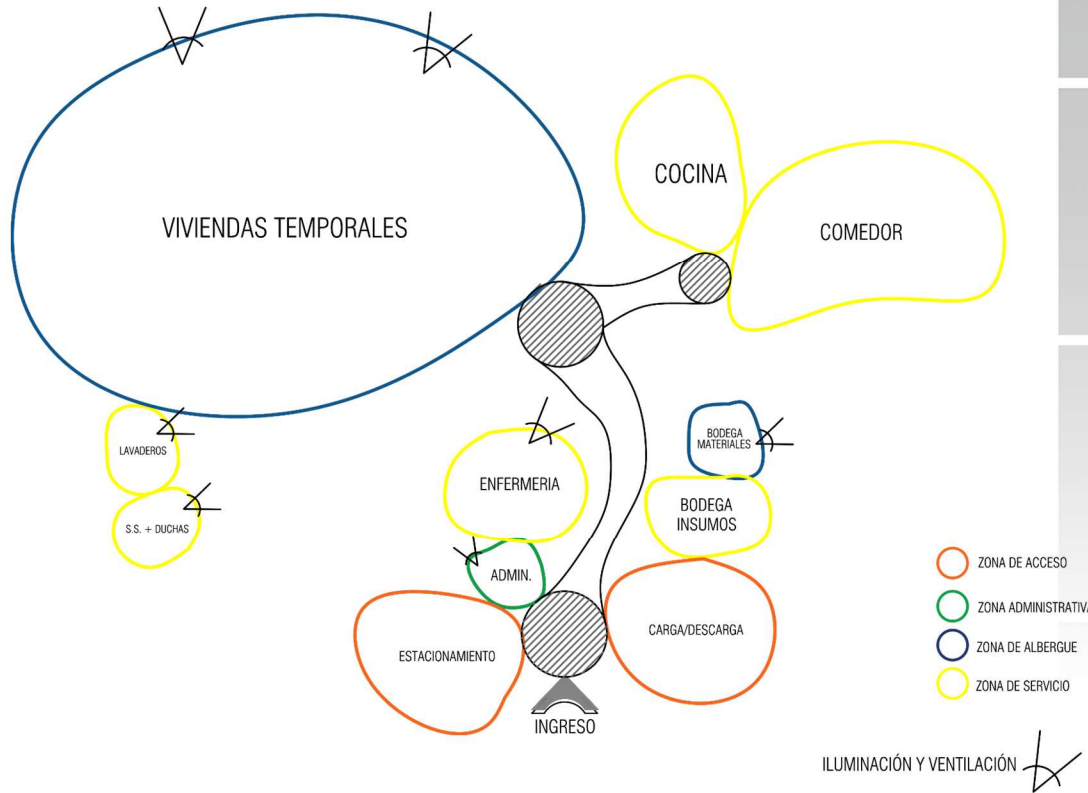 VIVIENDAS TEMPORALES
COCINA
COMEDOR
LAVADEROS
S.S. + DUCHAS
ENFERMERIA
ADMIN.
BODEGA
MATERIALES
BODEGA
INSUMOS
ESTACIONAMIENTO
CARGA/DESCARGA
INGRESO
ZONA DE ACCESO
ZONA ADMINISTRATIVA
ZONA DE ALBERGUE
ZONA DE SERVICIO
ILUMINACIÓN Y VENTILACIÓN